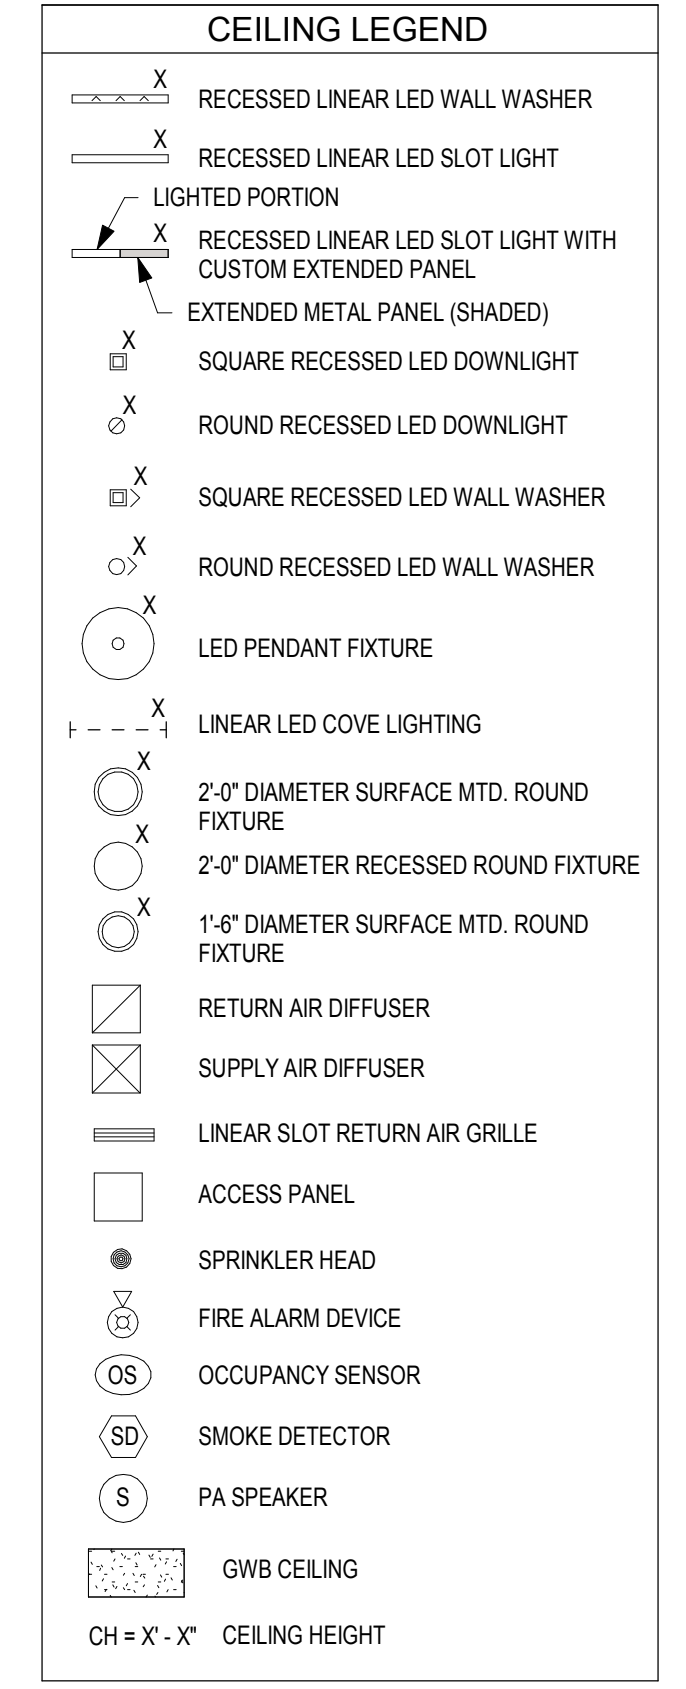 CEILING LEGEND
X
RECESSED LINEAR LED WALL WASHER
X
RECESSED LINEAR LED SLOT LIGHT
LIGHTED PORTION
X
RECESSED LINEAR LED SLOT LIGHT WITH
CUSTOM EXTENDED PANEL
EXTENDED METAL PANEL (SHADED)
X
SQUARE RECESSED LED DOWNLIGHT
X
ROUND RECESSED LED DOWNLIGHT
X
SQUARE RECESSED LED WALL WASHER
X
ROUND RECESSED LED WALL WASHER
X
LED PENDANT FIXTURE
X
LINEAR LED COVE LIGHTING
X
2'-0" DIAMETER SURFACE MTD. ROUND
FIXTURE
X
2'-0" DIAMETER RECESSED ROUND FIXTURE
X
1'-6" DIAMETER SURFACE MTD. ROUND
FIXTURE
RETURN AIR DIFFUSER
SUPPLY AIR DIFFUSER
LINEAR SLOT RETURN AIR GRILLE
ACCESS PANEL
SPRINKLER HEAD
FIRE ALARM DEVICE
OS OCCUPANCY SENSOR
SD SMOKE DETECTOR
S PA SPEAKER
GWB CEILING
CH = X' - X" CEILING HEIGHT